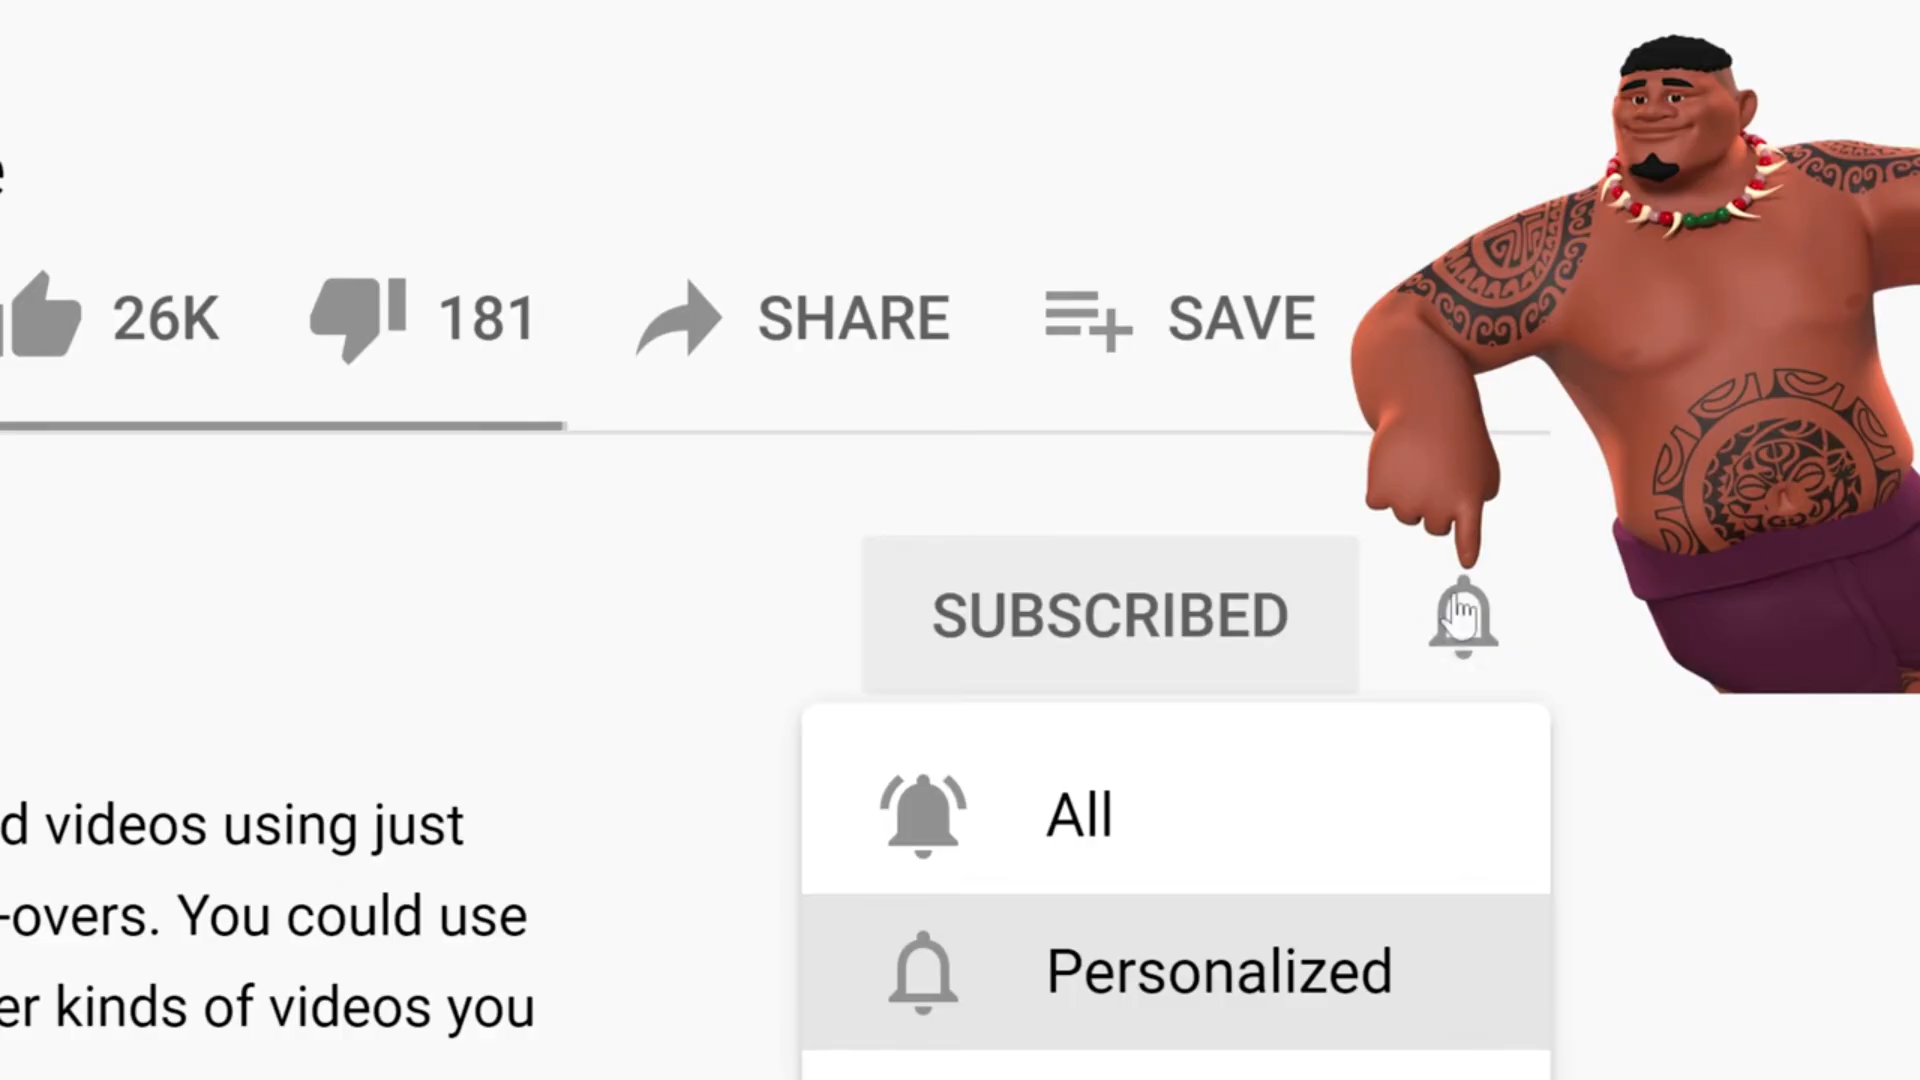 e
26K 181 SHARE SAVE
SUBSCRIBED
d videos using just
-overs. You could use
er kinds of videos you
All
Personalized